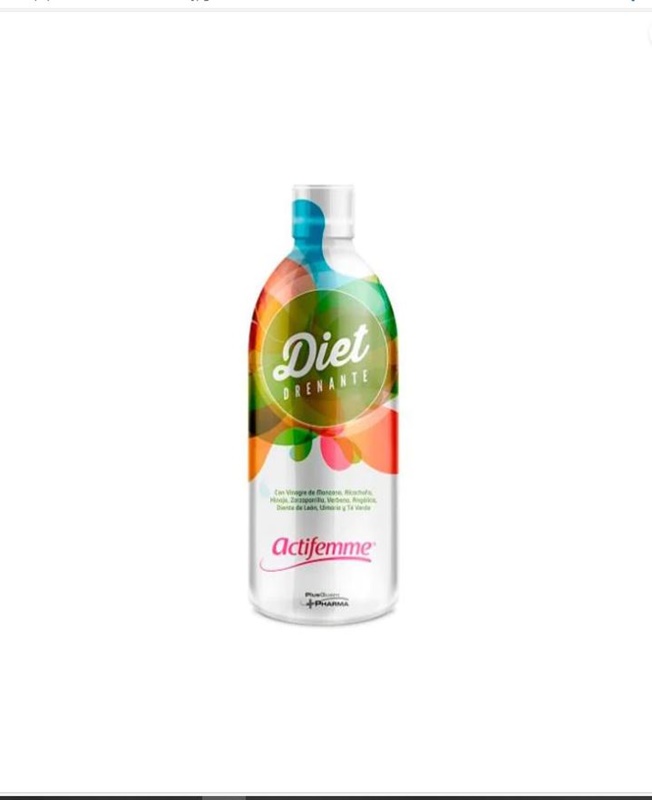 Diet
DRENANTE
Con Vinagre de Manzana, Alcachofa,
Hinojo, Zarzaparrilla, Verbena, Angélica,
Diente de León, Ulmaria y Té Verde
actifemme®
+PHARMA